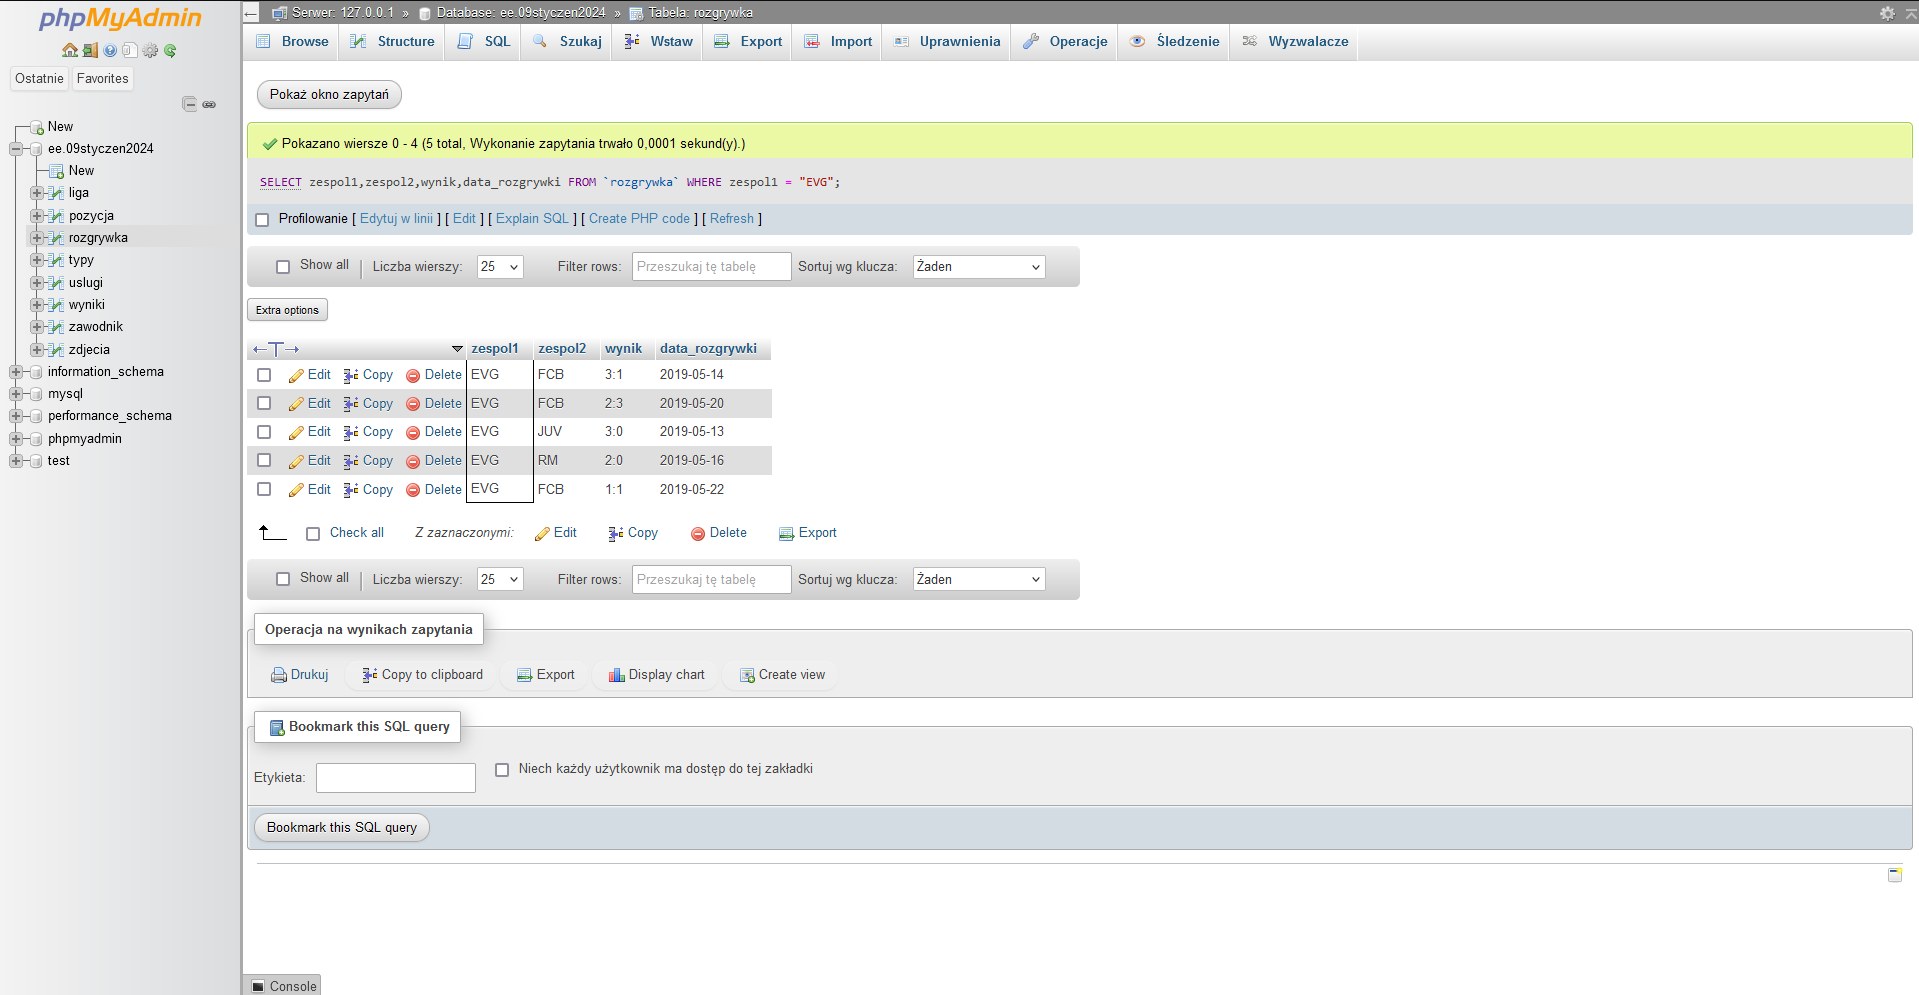 phpMyAdmin
Ostatnie Favorites
New
ee.09styczen2024
New
liga
pozycja
rozgrywka
typy
uslugi
wyniki
zawodnik
zdjecia
information_schema
mysql
performance_schema
phpmyadmin
test
Serwer: 127.0.0.1 » Database: ee.09styczen2024 » Tabela: rozgrywka
Browse Structure SQL Szukaj Wstaw Export Import Uprawnienia Operacje Śledzenie Wyzwalacze
Pokaż okno zapytań
Pokazano wiersze 0 - 4 (5 total, Wykonanie zapytania trwało 0,0001 sekund(y).)
SELECT zespol1,zespol2,wynik,data_rozgrywki FROM `rozgrywka` WHERE zespol1 = "EVG";
Profilowanie [ Edytuj w linii ] [ Edit ] [ Explain SQL ] [ Create PHP code ] [ Refresh ]
Show all Liczba wierszy: 25 Filter rows: Przeszukaj tę tabelę Sortuj wg klucza: Żaden
Extra options
←T→ zespol1 zespol2 wynik data_rozgrywki
Edit Copy Delete EVG FCB 3:1 2019-05-14
Edit Copy Delete EVG FCB 2:3 2019-05-20
Edit Copy Delete EVG JUV 3:0 2019-05-13
Edit Copy Delete EVG RM 2:0 2019-05-16
Edit Copy Delete EVG FCB 1:1 2019-05-22
Check all Z zaznaczonymi: Edit Copy Delete Export
Show all Liczba wierszy: 25 Filter rows: Przeszukaj tę tabelę Sortuj wg klucza: Żaden
Operacja na wynikach zapytania
Drukuj Copy to clipboard Export Display chart Create view
Bookmark this SQL query
Etykieta: Niech każdy użytkownik ma dostęp do tej zakładki
Bookmark this SQL query
Console